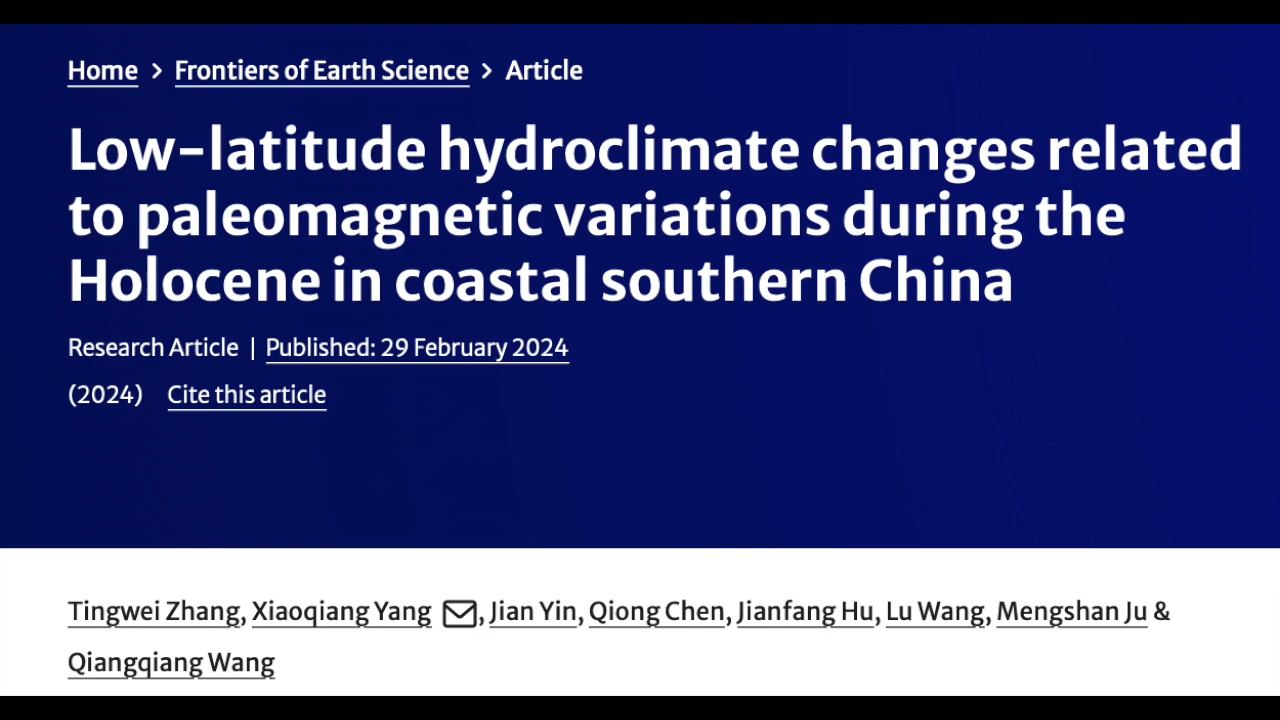 Home > Frontiers of Earth Science > Article
Low-latitude hydroclimate changes related
to paleomagnetic variations during the
Holocene in coastal southern China
Research Article | Published: 29 February 2024
(2024) Cite this article
Tingwei Zhang, Xiaoqiang Yang , Jian Yin, Qiong Chen, Jianfang Hu, Lu Wang, Mengshan Ju &
Qiangqiang Wang